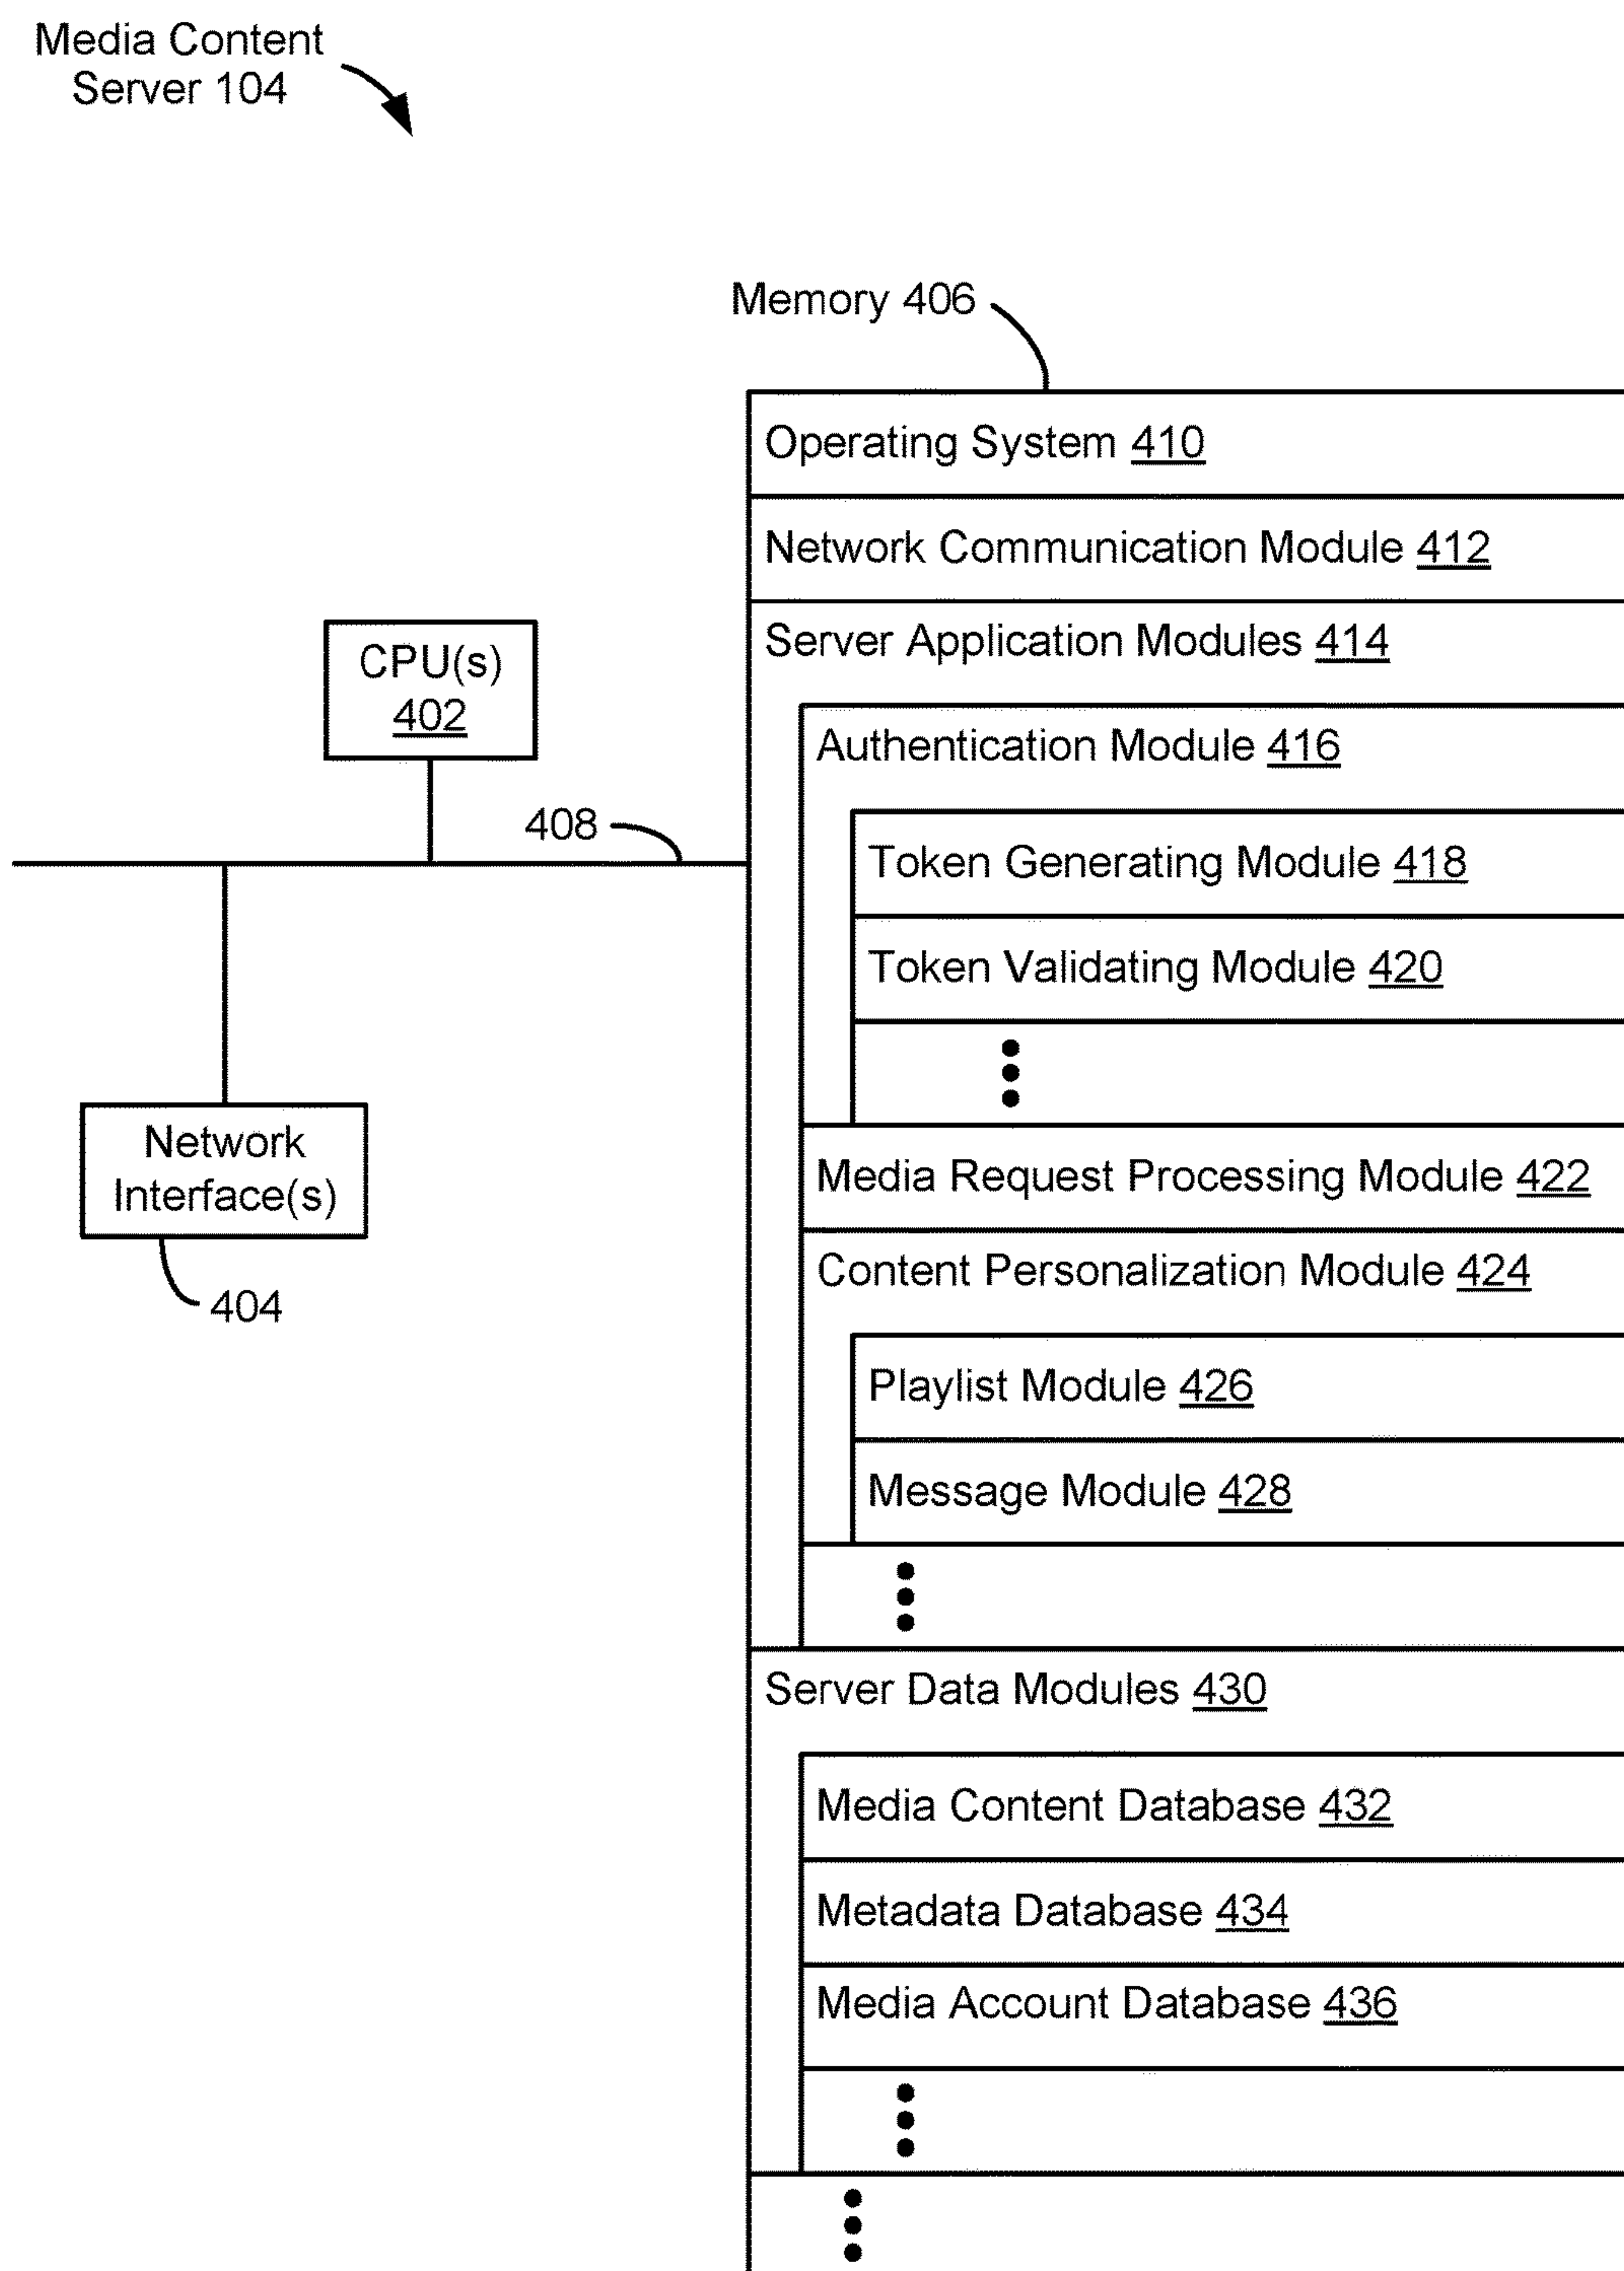 Media Content
Server 104
Memory 406
Operating System 410
Network Communication Module 412
Server Application Modules 414
CPU(s)
402
Authentication Module 416
408
Token Generating Module 418
Token Validating Module 420
Network
Interface(s)
404
Media Request Processing Module 422
Content Personalization Module 424
Playlist Module 426
Message Module 428
Server Data Modules 430
Media Content Database 432
Metadata Database 434
Media Account Database 436